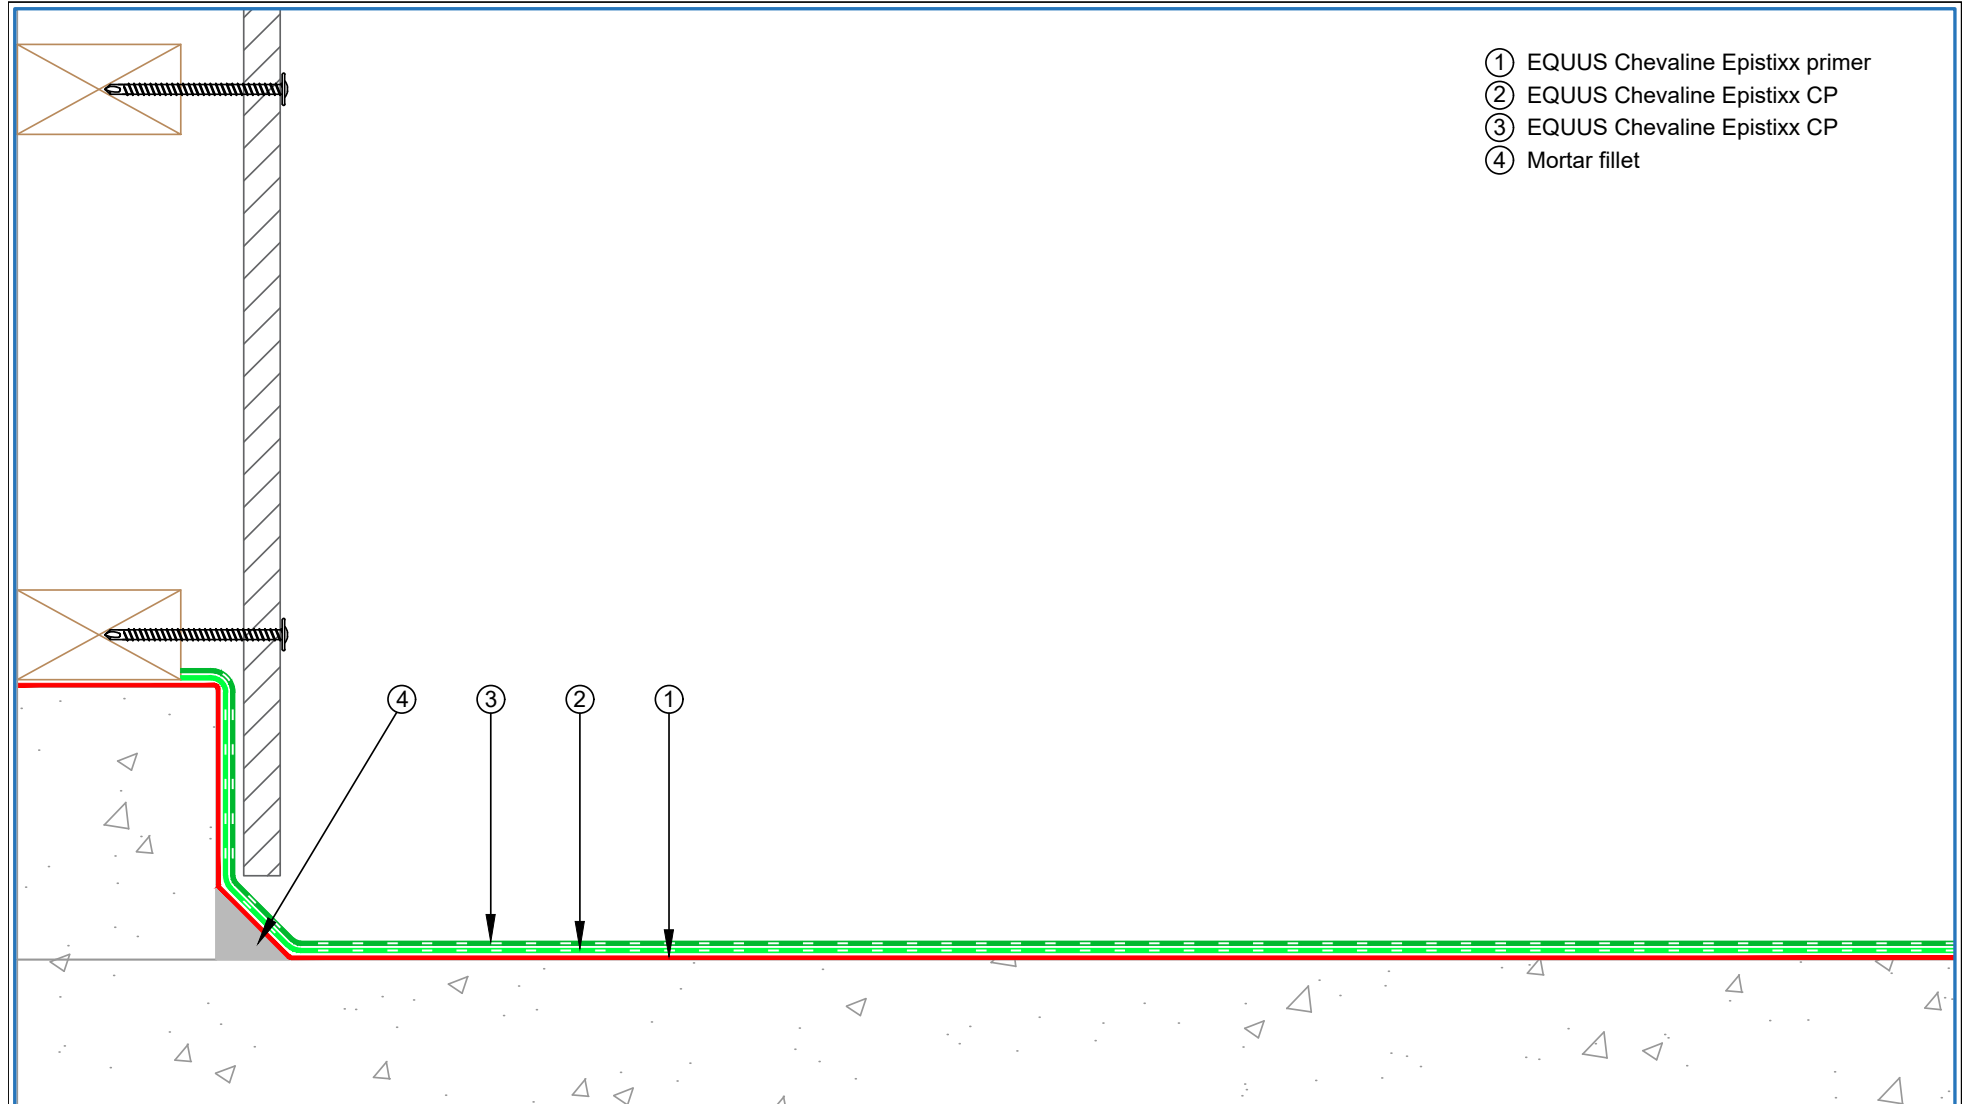 1 EQUUS Chevaline Epistixx primer
2 EQUUS Chevaline Epistixx CP
3 EQUUS Chevaline Epistixx CP
4 Mortar fillet
4 3 2 1